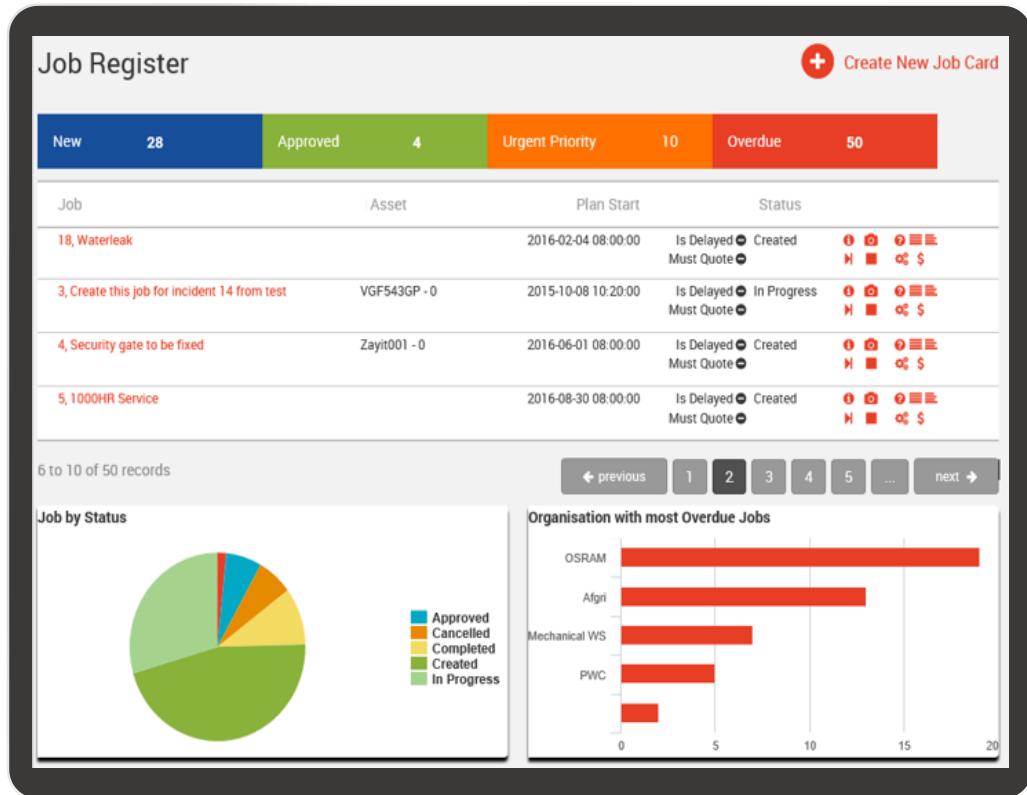 Job Register
Create New Job Card
New 28 Approved 4 Urgent Priority 10 Overdue 50
Job Asset Plan Start Status
18, Waterleak 2016-02-04 08:00:00 Is Delayed Created
Must Quote
3, Create this job for incident 14 from test VGF543GP - 0 2015-10-08 10:20:00 Is Delayed In Progress
Must Quote
4, Security gate to be fixed Zayit001 - 0 2016-06-01 08:00:00 Is Delayed Created
Must Quote
5, 1000HR Service 2016-08-30 08:00:00 Is Delayed Created
Must Quote
6 to 10 of 50 records
previous 1 2 3 4 5 ... next
Job by Status
Approved
Cancelled
Completed
Created
In Progress
Organisation with most Overdue Jobs
OSRAM
Afgri
Mechanical WS
PWC
0 5 10 15 20